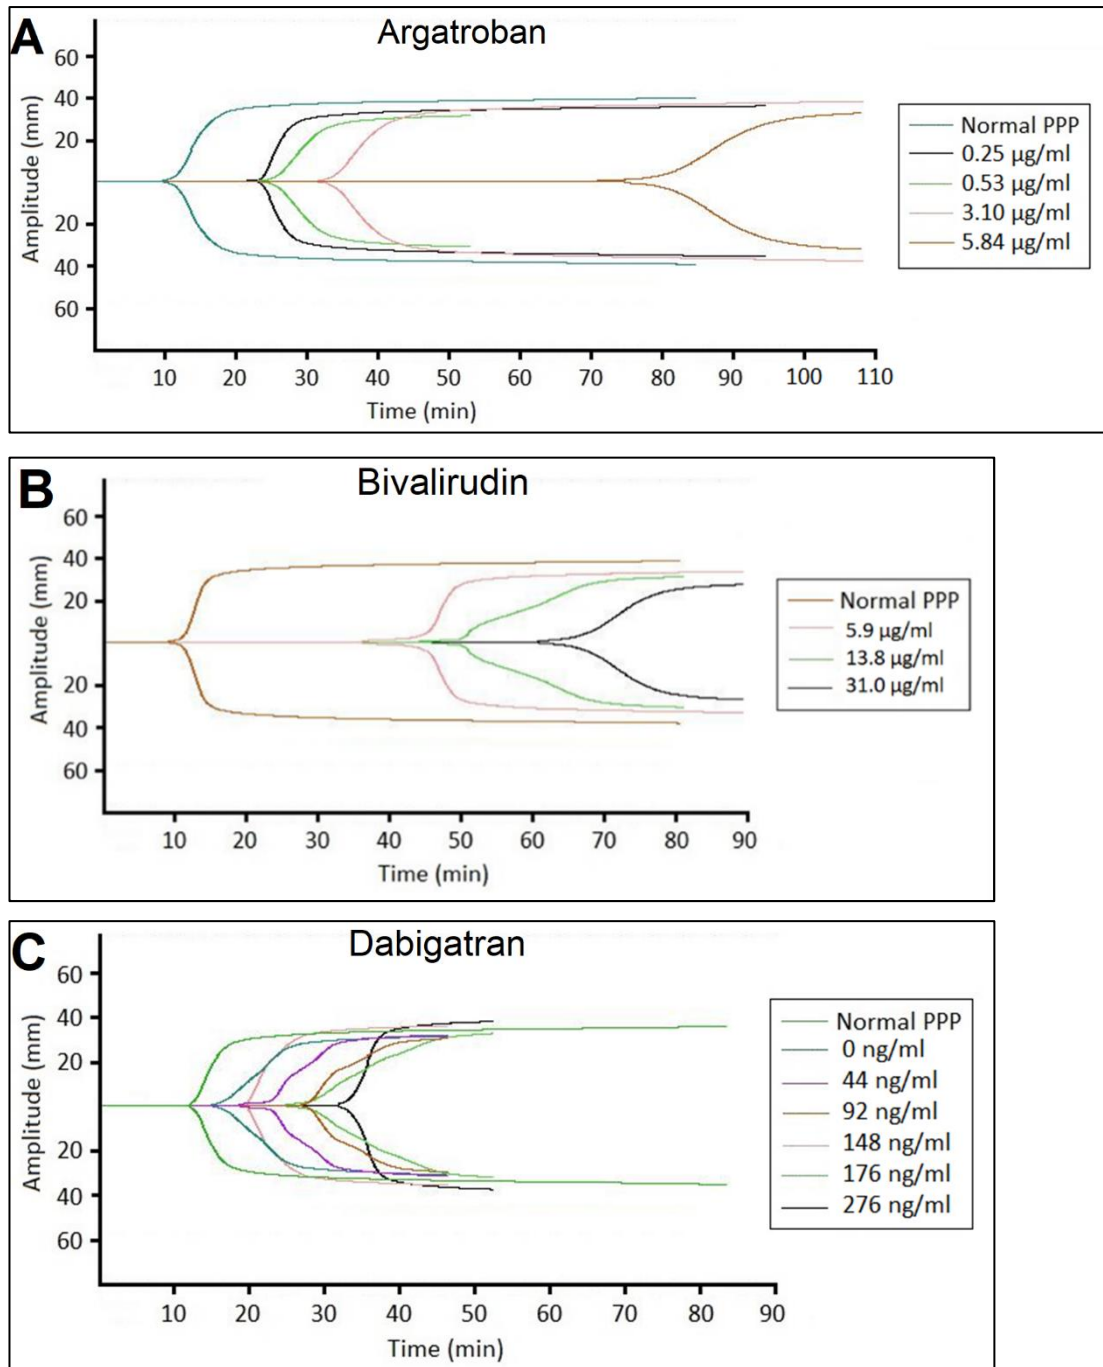 A
Argatroban
Amplitude (mm)
60
40
20
20
40
60
10 20 30 40 50 60 70 80 90 100 110
Time (min)
Normal PPP
0.25 µg/ml
0.53 µg/ml
3.10 µg/ml
5.84 µg/ml
B
Bivalirudin
Amplitude (mm)
60
40
20
20
40
60
10 20 30 40 50 60 70 80 90
Time (min)
Normal PPP
5.9 µg/ml
13.8 µg/ml
31.0 µg/ml
C
Dabigatran
Amplitude (mm)
60
40
20
20
40
60
10 20 30 40 50 60 70 80 90
Time (min)
Normal PPP
0 ng/ml
44 ng/ml
92 ng/ml
148 ng/ml
176 ng/ml
276 ng/ml